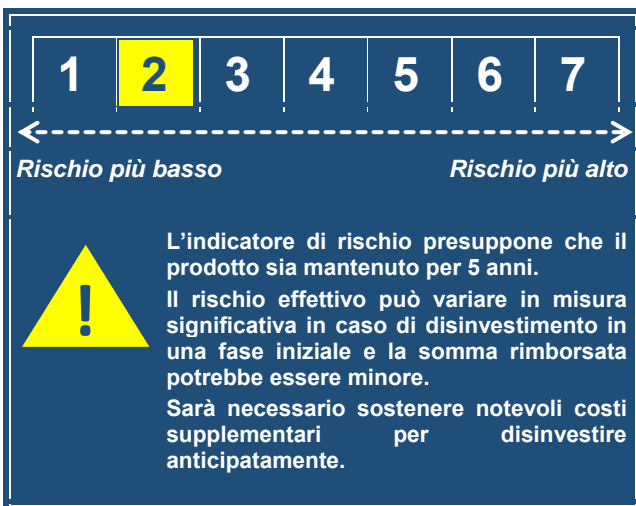 1 2 3 4 5 6 7
Rischio più basso Rischio più alto
L’indicatore di rischio presuppone che il
prodotto sia mantenuto per 5 anni.
!
Il rischio effettivo può variare in misura
significativa in caso di disinvestimento in
una fase iniziale e la somma rimborsata
potrebbe essere minore.
Sarà necessario sostenere notevoli costi
supplementari per disinvestire
anticipatamente.